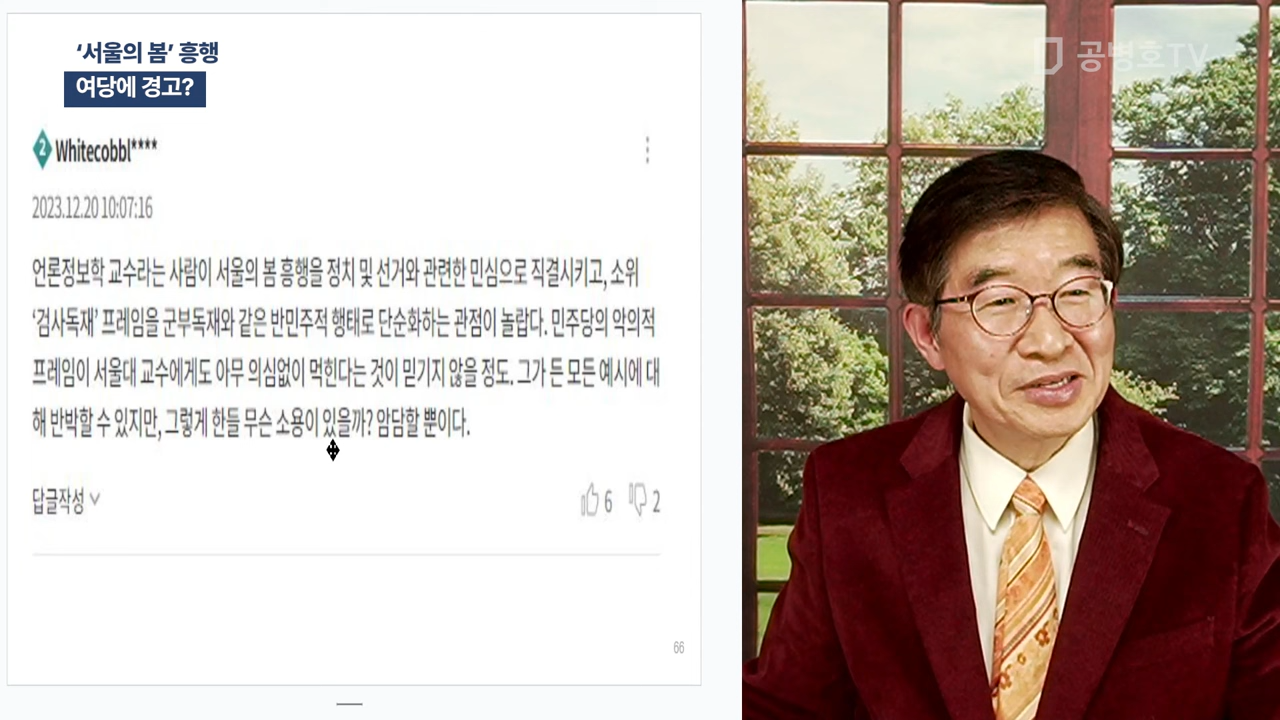 ‘서울의 봄’ 흥행
여당에 경고?
공병호TV
2 Whitecobbl****
2023.12.20 10:07:16
언론정보학 교수라는 사람이 서울의 봄 흥행을 정치 및 선거와 관련한 민심으로 직결시키고, 소위
‘검사독재’ 프레임을 군부독재와 같은 반민주적 행태로 단순화하는 관점이 놀랍다. 민주당의 악의적
프레임이 서울대 교수에게도 아무 의심없이 먹힌다는 것이 믿기지 않을 정도. 그가 든 모든 예시에 대
해 반박할 수 있지만, 그렇게 한들 무슨 소용이 있을까? 암담할 뿐이다.
답글작성
6 2
66